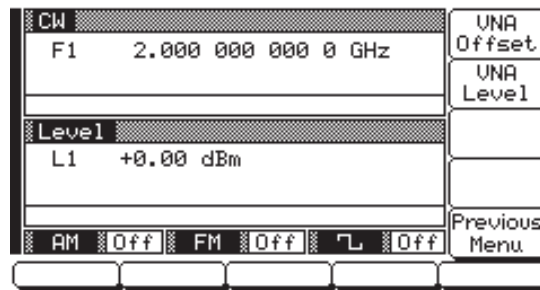 CW
F1 2.000 000 000 0 GHz
Level
L1 +0.00 dBm
AM Off FM Off Off
VNA
Offset
VNA
Level
Previous
Menu